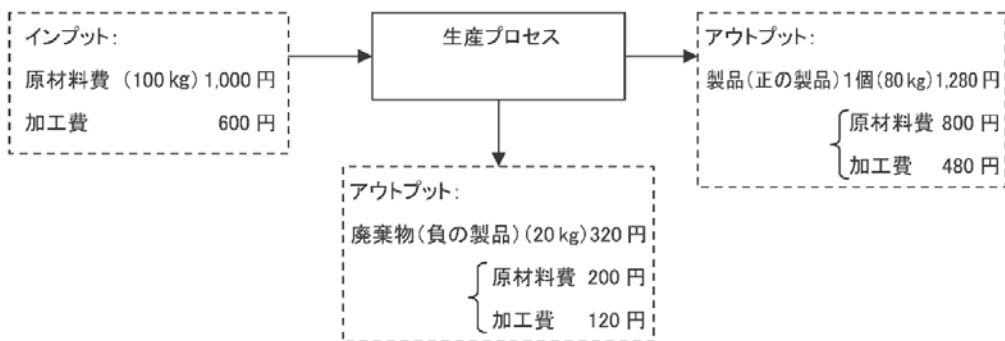 インプット：
原材料費 (100 kg) 1,000 円
加工費 600 円
生産プロセス
アウトプット：
製品(正の製品)1個(80 kg)1,280 円
原材料費 800 円
加工費 480 円
アウトプット：
廃棄物(負の製品)(20 kg)320 円
原材料費 200 円
加工費 120 円